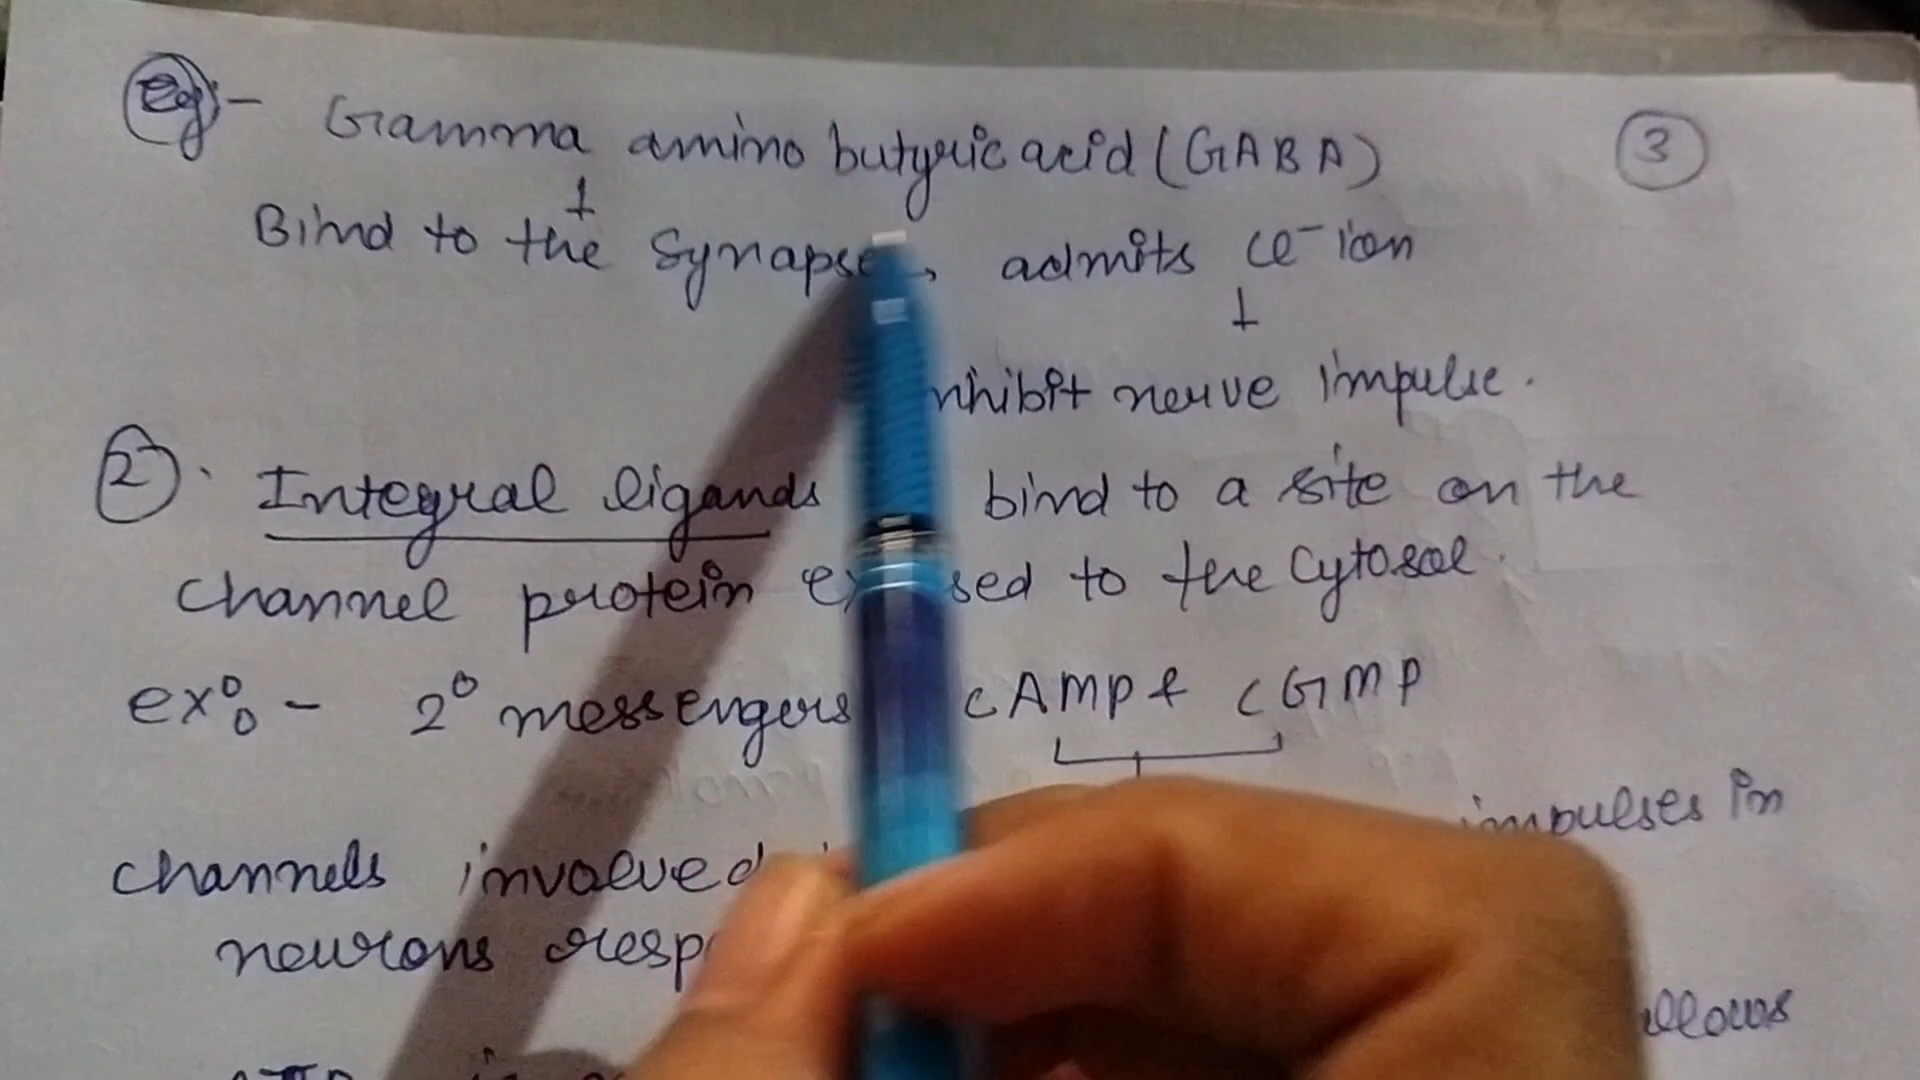 Eg:- Gamma amino butyric acid (GABA) 3
Bind to the Synapse, admits Cl⁻ ion
nhibit nerve impulse.
2. Integral ligands bind to a site on the
channel protein ex sed to the Cytosol.
ex:- 2° messengers cAMP & cGMP
impulses in
channels involved
neurons resp
llows